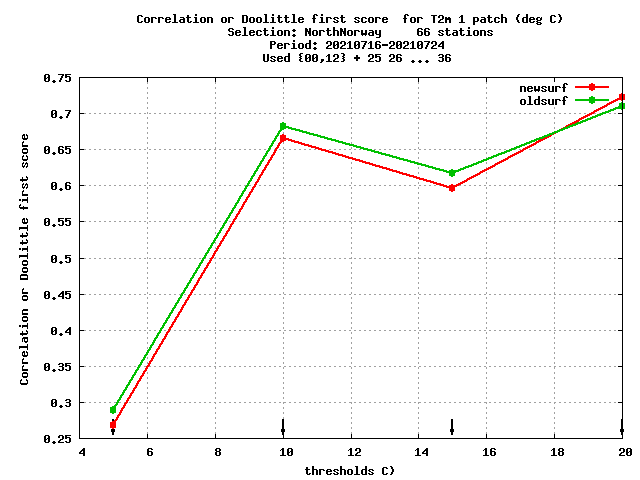 Correlation or Doolittle first score  for T2m 1 patch (deg C)
Selection: NorthNorway     66 stations
Period: 20210716-20210724
Used {00,12} + 25 26 ... 36
newsurf
oldsurf
Correlation or Doolittle first score
0.75
0.7
0.65
0.6
0.55
0.5
0.45
0.4
0.35
0.3
0.25
4 6 8 10 12 14 16 18 20
thresholds C)